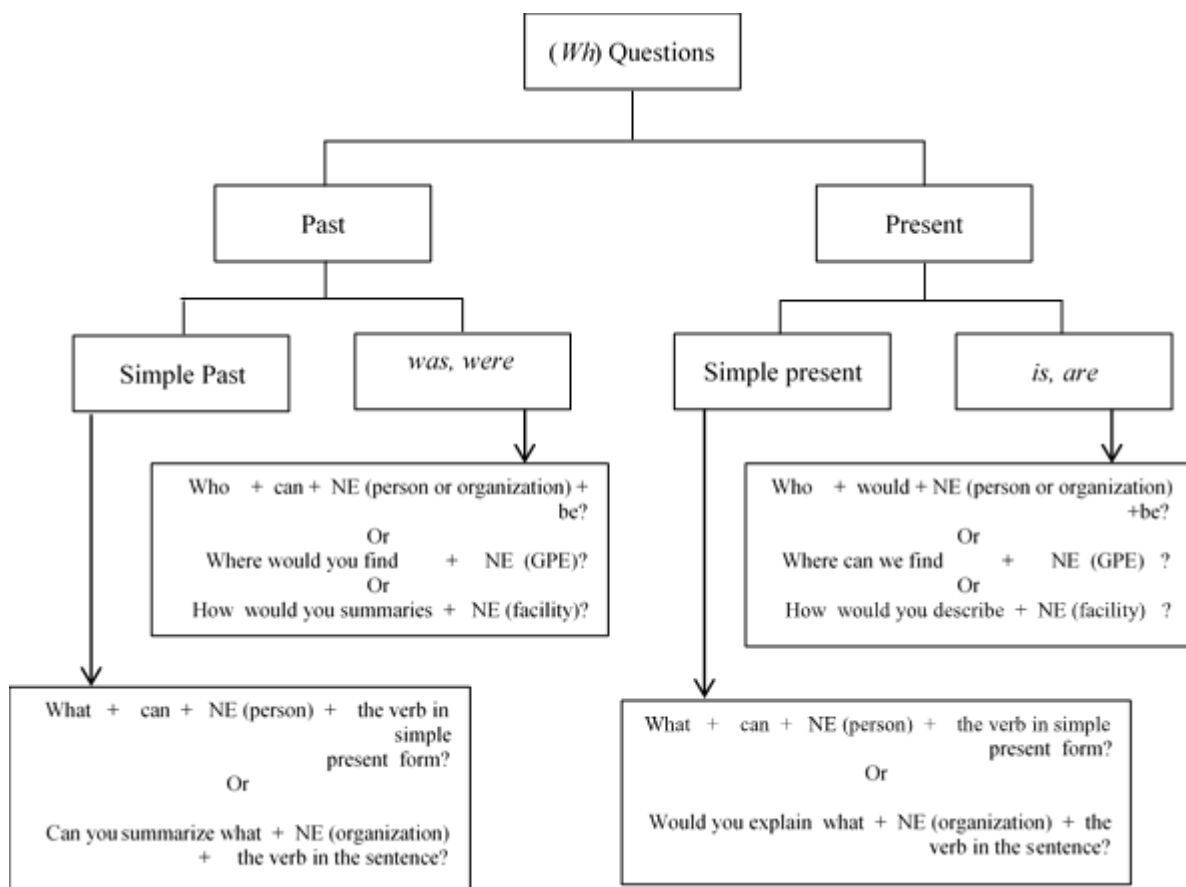 (Wh) Questions
Past
Present
Simple Past
was, were
Simple present
is, are
Who + can + NE (person or organization) +
be?
Or
Where would you find + NE (GPE)?
Or
How would you summaries + NE (facility)?
Who + would + NE (person or organization)
+be?
Or
Where can we find + NE (GPE) ?
Or
How would you describe + NE (facility) ?
What + can + NE (person) + the verb in
simple
present form?
Or
Can you summarize what + NE (organization)
+ the verb in the sentence?
What + can + NE (person) + the verb in simple
present form?
Or
Would you explain what + NE (organization) + the
verb in the sentence?